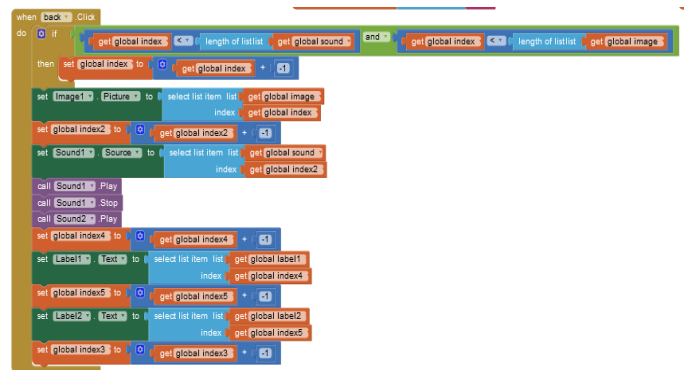 when back .Click
do if get global index < length of list list get global sound and get global index < length of list list get global image
then set global index to get global index + -1
set Image1 . Picture to select list item list get global image
index get global index
set global index2 to get global index2 + -1
set Sound1 . Source to select list item list get global sound
index get global index2
call Sound1 .Play
call Sound1 .Stop
call Sound2 .Play
set global index4 to get global index4 + -1
set Label1 . Text to select list item list get global label1
index get global index4
set global index5 to get global index5 + -1
set Label2 . Text to select list item list get global label2
index get global index5
set global index3 to get global index3 + -1